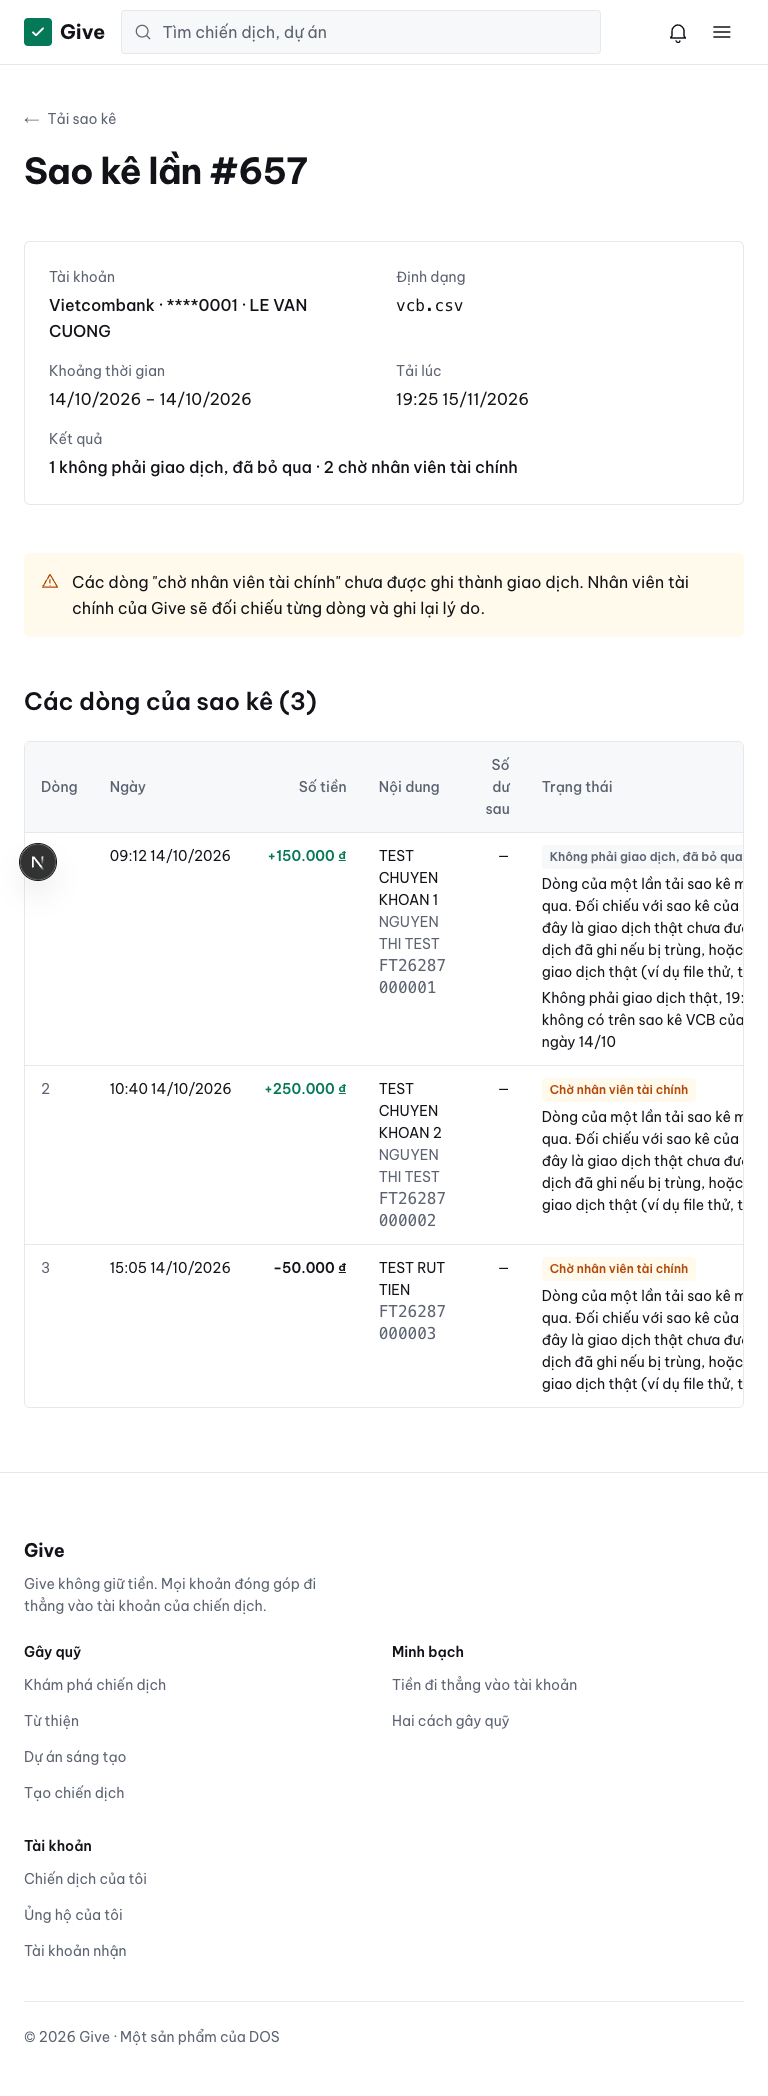 Give
Tìm chiến dịch, dự án
← Tải sao kê
Sao kê lần #657
Tài khoản
Định dạng
Vietcombank · ****0001 · LE VAN CUONG
vcb.csv
Khoảng thời gian
Tải lúc
14/10/2026 – 14/10/2026
19:25 15/11/2026
Kết quả
1 không phải giao dịch, đã bỏ qua · 2 chờ nhân viên tài chính
Các dòng "chờ nhân viên tài chính" chưa được ghi thành giao dịch. Nhân viên tài
chính của Give sẽ đối chiếu từng dòng và ghi lại lý do.
Các dòng của sao kê (3)
Dòng
Ngày
Số tiền
Nội dung
Số dư sau
Trạng thái
N
09:12 14/10/2026
+150.000 ₫
TEST
CHUYEN
KHOAN 1
NGUYEN
THI TEST
FT26287
000001
—
Không phải giao dịch, đã bỏ qua
Dòng của một lần tải sao kê
qua. Đối chiếu với sao kê của
đây là giao dịch thật chưa
dịch đã ghi nếu bị trùng, hoặc
giao dịch thật (ví dụ file thử,
Không phải giao dịch thật,
không có trên sao kê VCB của
ngày 14/10
2
10:40 14/10/2026
+250.000 ₫
TEST
CHUYEN
KHOAN 2
NGUYEN
THI TEST
FT26287
000002
—
Chờ nhân viên tài chính
Dòng của một lần tải sao kê
qua. Đối chiếu với sao kê của
đây là giao dịch thật chưa
dịch đã ghi nếu bị trùng, hoặc
giao dịch thật (ví dụ file thử,
3
15:05 14/10/2026
-50.000 ₫
TEST RUT
TIEN
FT26287
000003
—
Chờ nhân viên tài chính
Dòng của một lần tải sao kê
qua. Đối chiếu với sao kê của
đây là giao dịch thật chưa
dịch đã ghi nếu bị trùng, hoặc
giao dịch thật (ví dụ file thử,
Give
Give không giữ tiền. Mọi khoản đóng góp đi
thẳng vào tài khoản của chiến dịch.
Gây quỹ
Khám phá chiến dịch
Từ thiện
Dự án sáng tạo
Tạo chiến dịch
Minh bạch
Tiền đi thẳng vào tài khoản
Hai cách gây quỹ
Tài khoản
Chiến dịch của tôi
Ủng hộ của tôi
Tài khoản nhận
© 2026 Give · Một sản phẩm của DOS